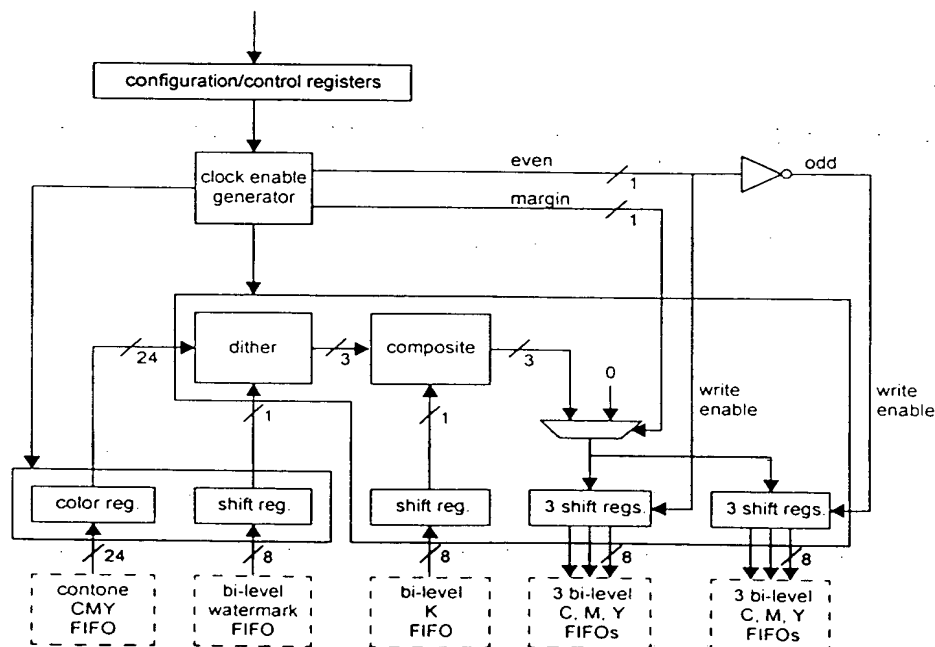 configuration/control registers
clock enable
generator
even
1
odd
margin
1
dither
composite
24
3
3
0
1
1
write
enable
write
enable
color reg.
shift reg.
shift reg.
3 shift regs.
3 shift regs.
24
8
8
8
8
contone
CMY
FIFO
bi-level
watermark
FIFO
bi-level
K
FIFO
3 bi-level
C, M, Y
FIFOs
3 bi-level
C, M, Y
FIFOs